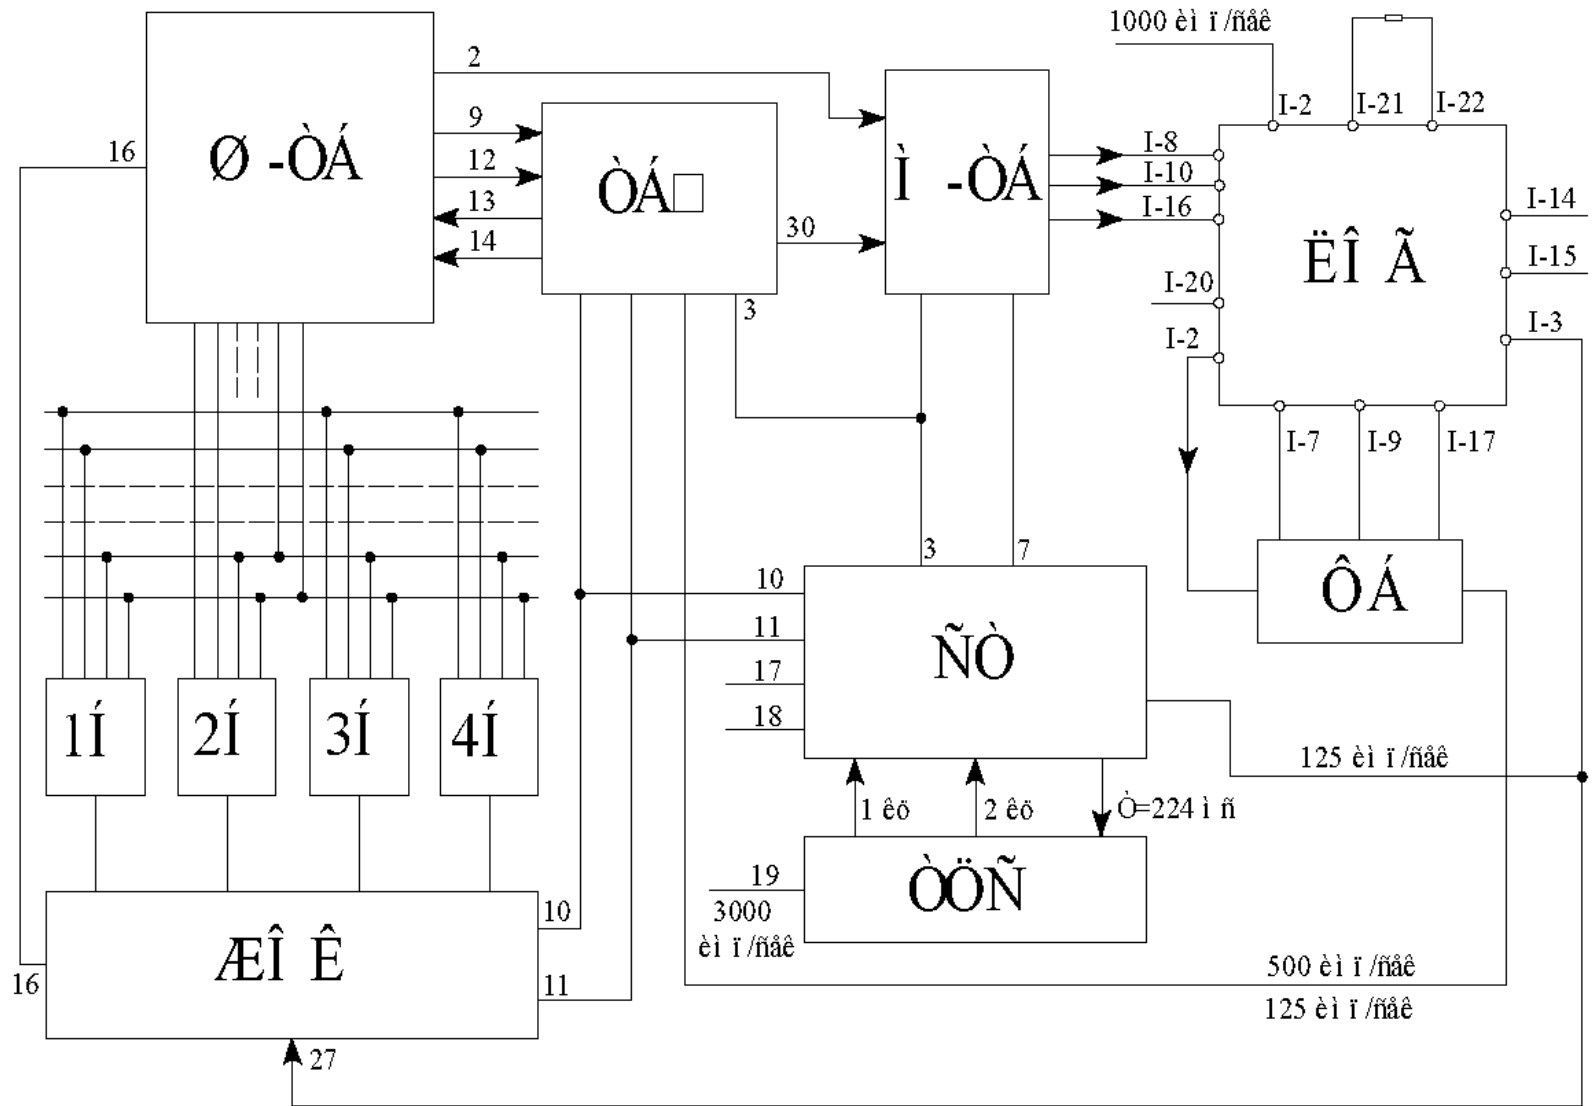 1000 èì ï /ñåê
2
I-2
I-21
I-22
9
16
Ø -ÒÁ
12
ÒÁ□
Ì -ÒÁ
I-8
I-10
I-16
13
14
30
I-14
ËÎ Ã
I-15
I-20
I-3
I-2
3
I-7
I-9
I-17
3
7
10
ÔÁ
11
ÑÒ
17
18
1Í
2Í
3Í
4Í
125 èì ï /ñåê
1 êö
2 êö
Ò=224 ì ñ
19
ÒÖÑ
3000
èì ï /ñåê
10
ÆÎ Ê
16
11
500 èì ï /ñåê
125 èì ï /ñåê
27